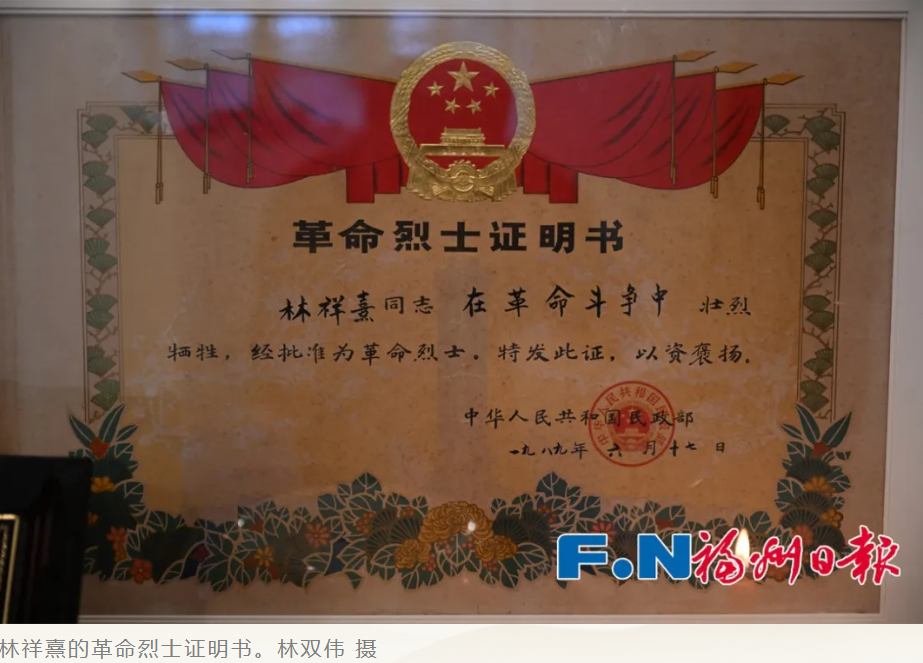 革命烈士证明书
林祥熹同志 在革命斗争中 壮烈
牺牲，经批准为革命烈士。特发此证，以资褒扬。
中华人民共和国民政部
一九八九年 六 月 十七 日
F.N福州日报
林祥熹的革命烈士证明书。林双伟 摄